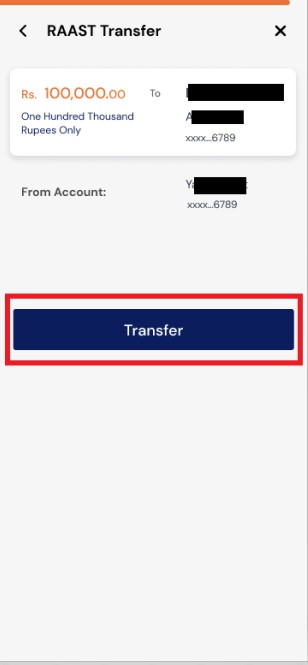 RAAST Transfer
Rs. 100,000.00 To
One Hundred Thousand
Rupees Only
xxxx...6789
From Account:
xxxx...6789
Transfer